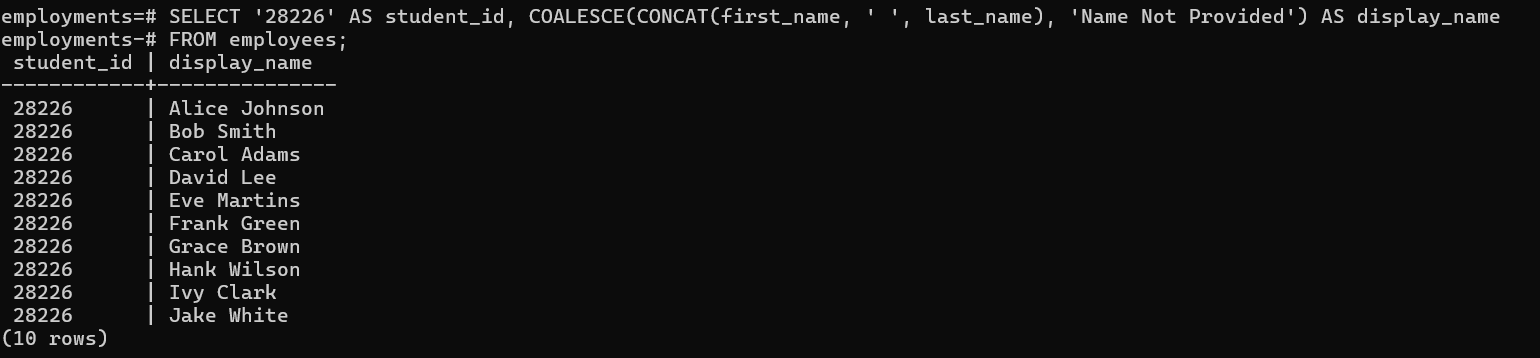 employments=# SELECT '28226' AS student_id, COALESCE(CONCAT(first_name, ' ', last_name), 'Name Not Provided') AS display_name
employments-# FROM employees;
 student_id | display_name
------------+---------------
 28226      | Alice Johnson
 28226      | Bob Smith
 28226      | Carol Adams
 28226      | David Lee
 28226      | Eve Martins
 28226      | Frank Green
 28226      | Grace Brown
 28226      | Hank Wilson
 28226      | Ivy Clark
 28226      | Jake White
(10 rows)